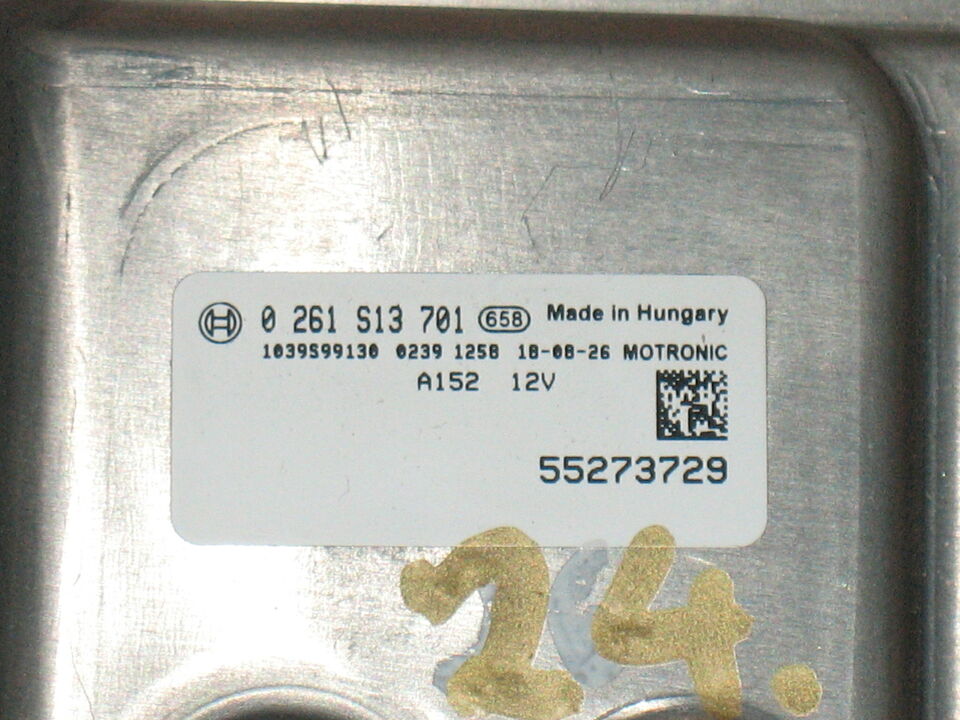 0 261 S13 701 658 Made in Hungary
1039S99130 0239 1258 18-08-26 MOTRONIC
A152 12V
55273729
24.